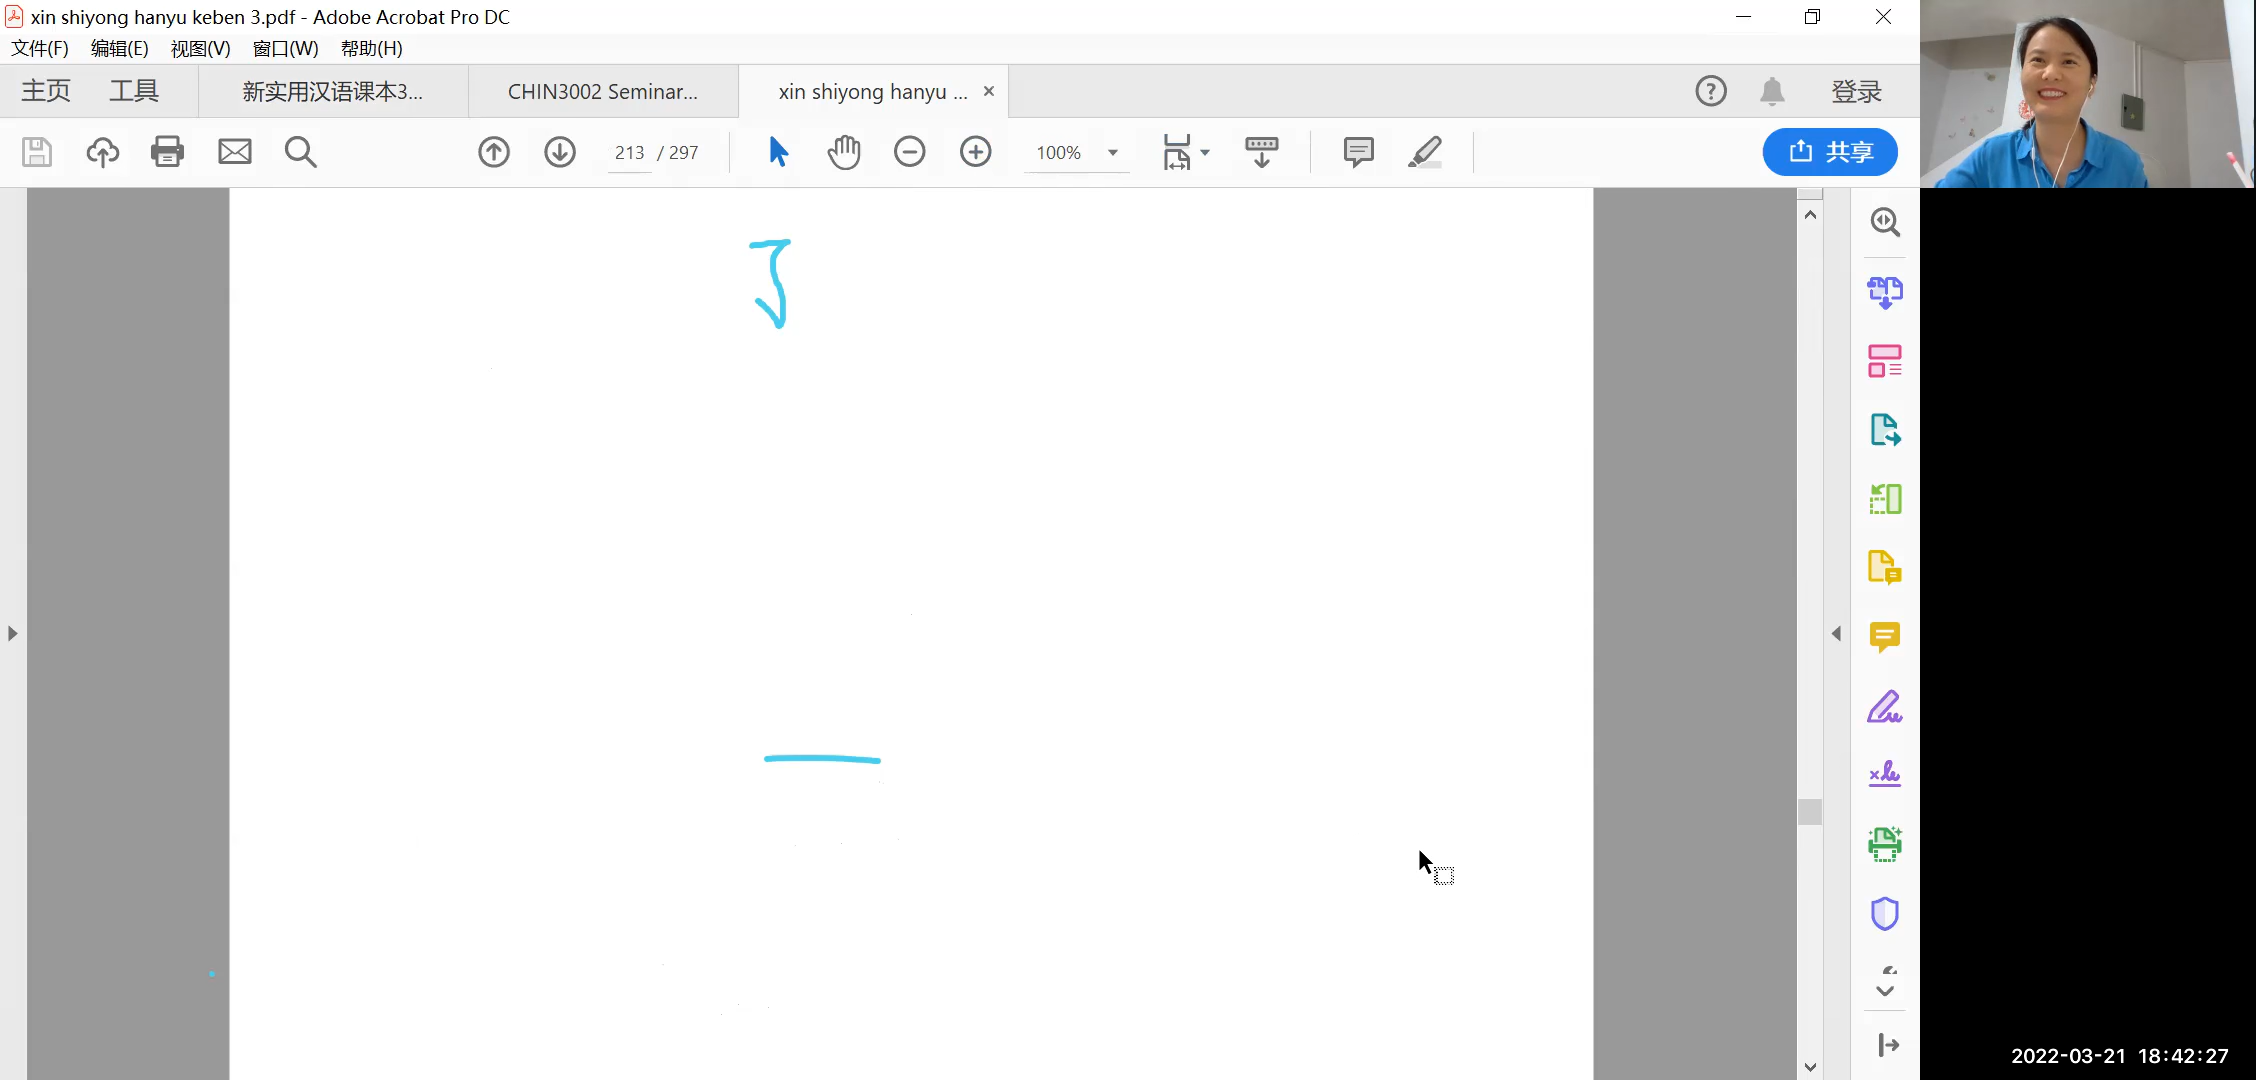 xin shiyong hanyu keben 3.pdf - Adobe Acrobat Pro DC
文件(F) 编辑(E) 视图(V) 窗口(W) 帮助(H)
主页 工具 新实用汉语课本3... CHIN3002 Seminar... xin shiyong hanyu ... × 登录
213 / 297 100% 共享
了
一
2022-03-21 18:42:27